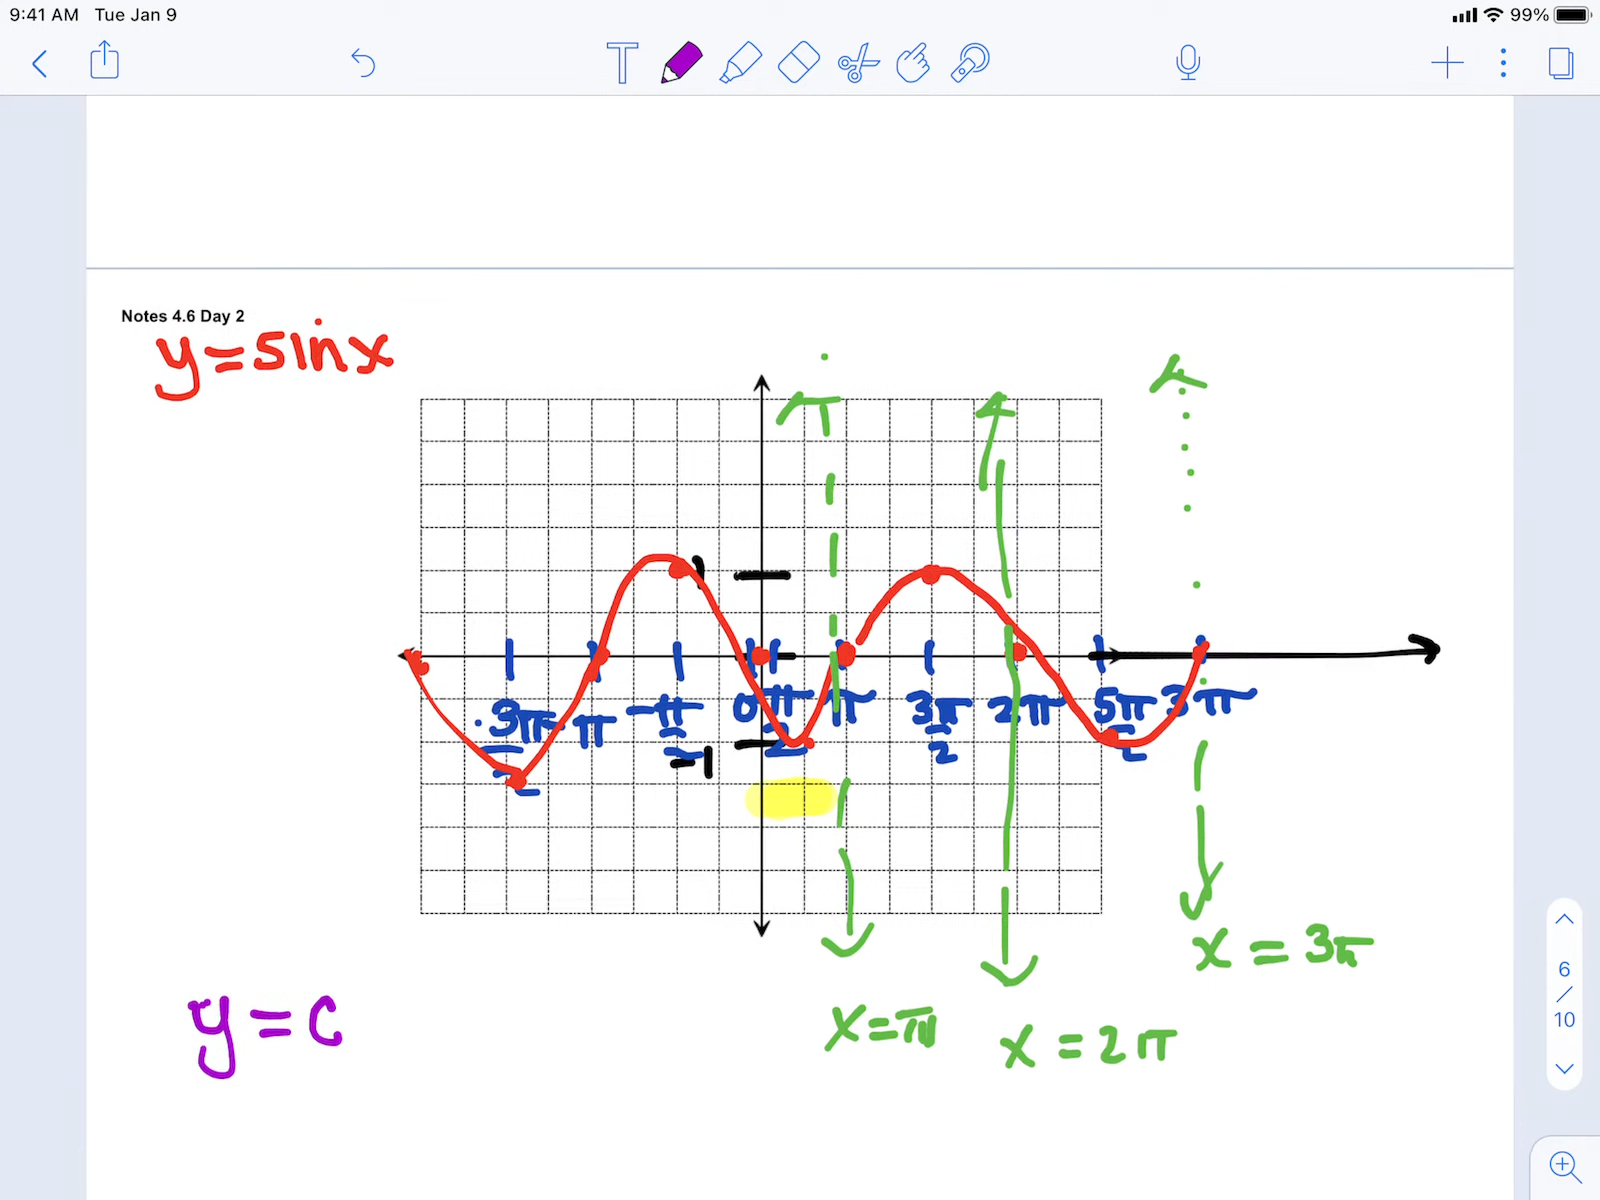 9:41 AM Tue Jan 9 99%
T
Notes 4.6 Day 2
y=sinx
1
-3π/2 -π -π/2 0 π/2 π 3π/2 2π 5π/2 3π
-1
x = 3π
y = c
x=π
x = 2π
6
/
10